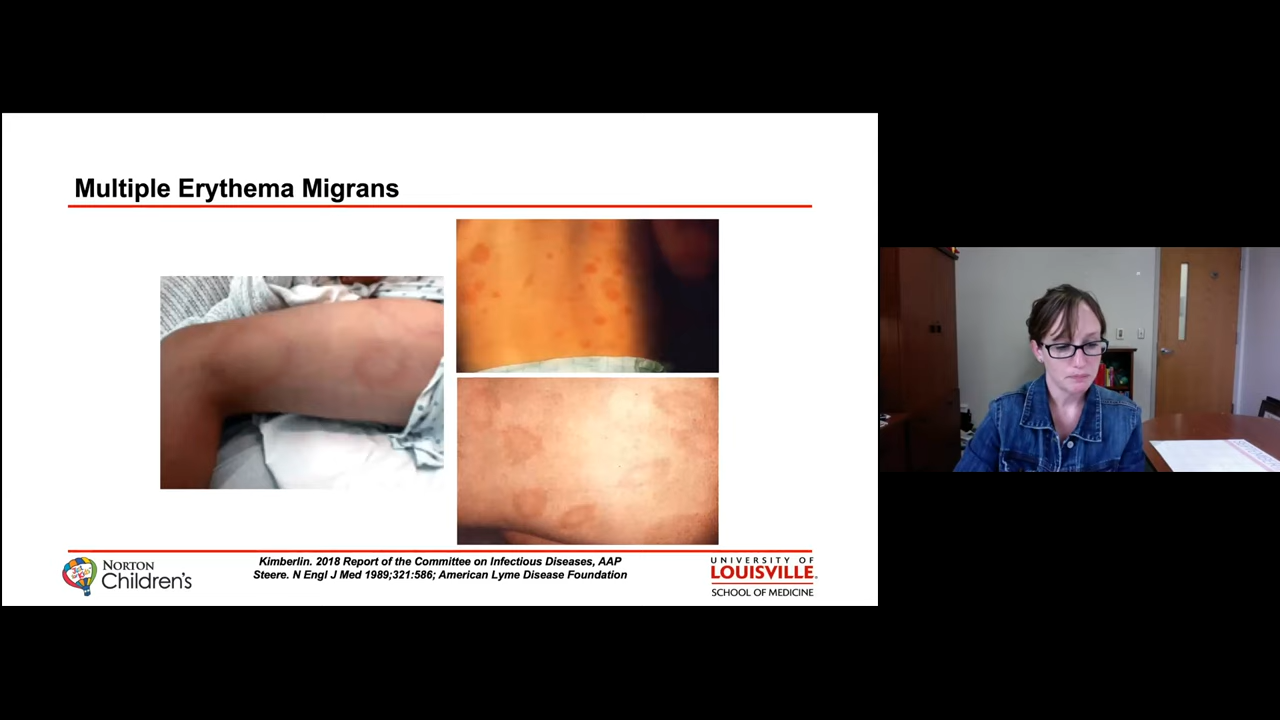 Multiple Erythema Migrans
Kimberlin. 2018 Report of the Committee on Infectious Diseases, AAP
Steere. N Engl J Med 1989;321:586; American Lyme Disease Foundation
NORTON
Children's
UNIVERSITY OF
LOUISVILLE.
SCHOOL OF MEDICINE